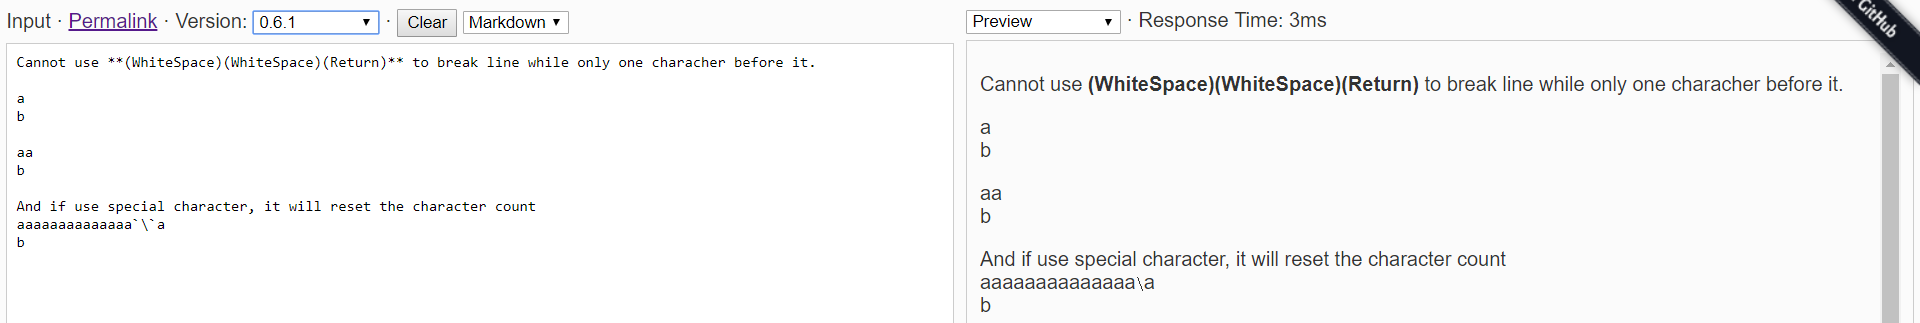 Input · Permalink · Version: 0.6.1 · Clear Markdown
Preview · Response Time: 3ms
GitHub
Cannot use **(WhiteSpace)(WhiteSpace)(Return)** to break line while only one characher before it.
a
b
aa
b
And if use special character, it will reset the character count
aaaaaaaaaaaaaa`\`a
b
Cannot use (WhiteSpace)(WhiteSpace)(Return) to break line while only one characher before it.
a
b
aa
b
And if use special character, it will reset the character count
aaaaaaaaaaaaaa\a
b